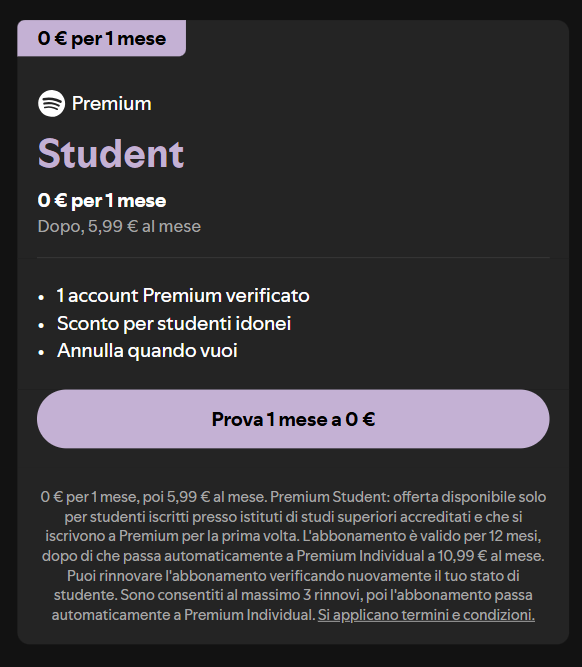 0 € per 1 mese
Premium
Student
0 € per 1 mese
Dopo, 5,99 € al mese
• 1 account Premium verificato
• Sconto per studenti idonei
• Annulla quando vuoi
Prova 1 mese a 0 €
0 € per 1 mese, poi 5,99 € al mese. Premium Student: offerta disponibile solo
per studenti iscritti presso istituti di studi superiori accreditati e che si
iscrivono a Premium per la prima volta. L'abbonamento è valido per 12 mesi,
dopo di che passa automaticamente a Premium Individual a 10,99 € al mese.
Puoi rinnovare l'abbonamento verificando nuovamente il tuo stato di
studente. Sono consentiti al massimo 3 rinnovi, poi l'abbonamento passa
automaticamente a Premium Individual. Si applicano termini e condizioni.